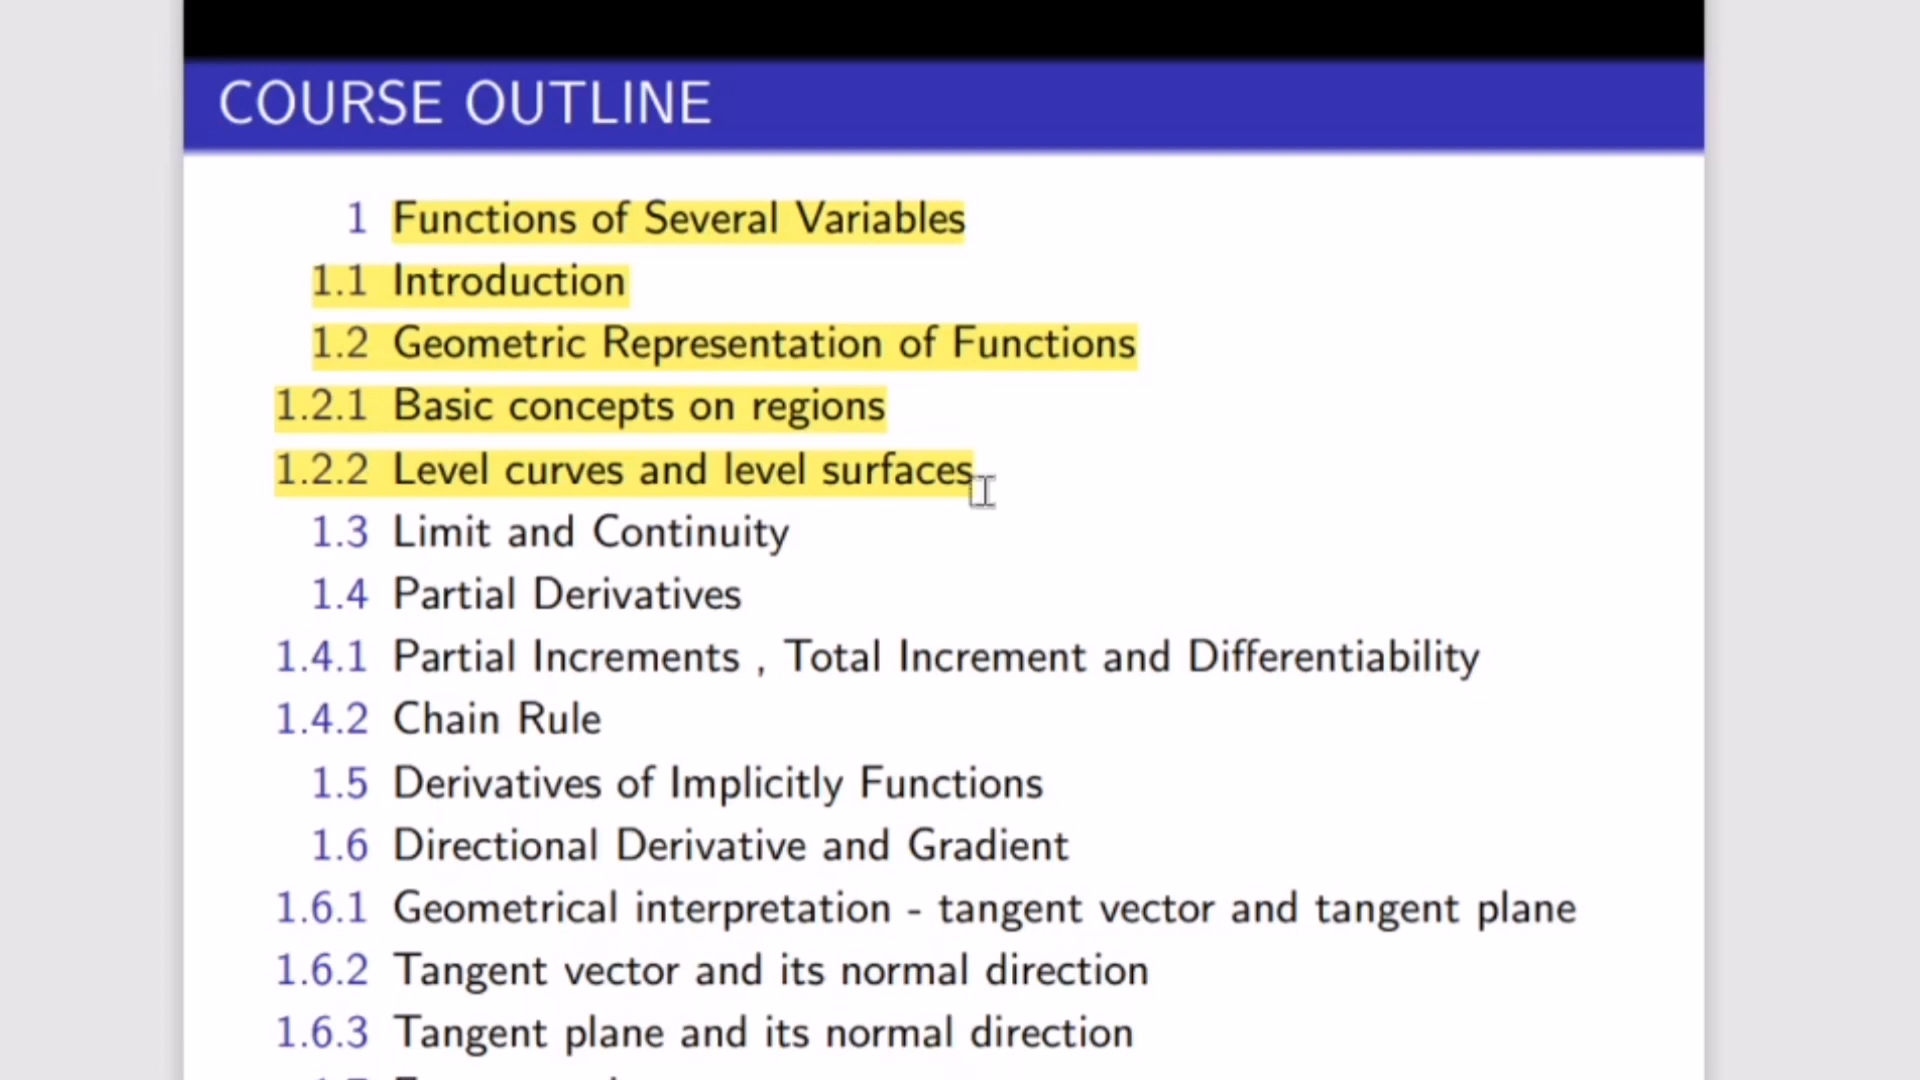 COURSE OUTLINE
1 Functions of Several Variables
1.1 Introduction
1.2 Geometric Representation of Functions
1.2.1 Basic concepts on regions
1.2.2 Level curves and level surfaces
1.3 Limit and Continuity
1.4 Partial Derivatives
1.4.1 Partial Increments , Total Increment and Differentiability
1.4.2 Chain Rule
1.5 Derivatives of Implicitly Functions
1.6 Directional Derivative and Gradient
1.6.1 Geometrical interpretation - tangent vector and tangent plane
1.6.2 Tangent vector and its normal direction
1.6.3 Tangent plane and its normal direction